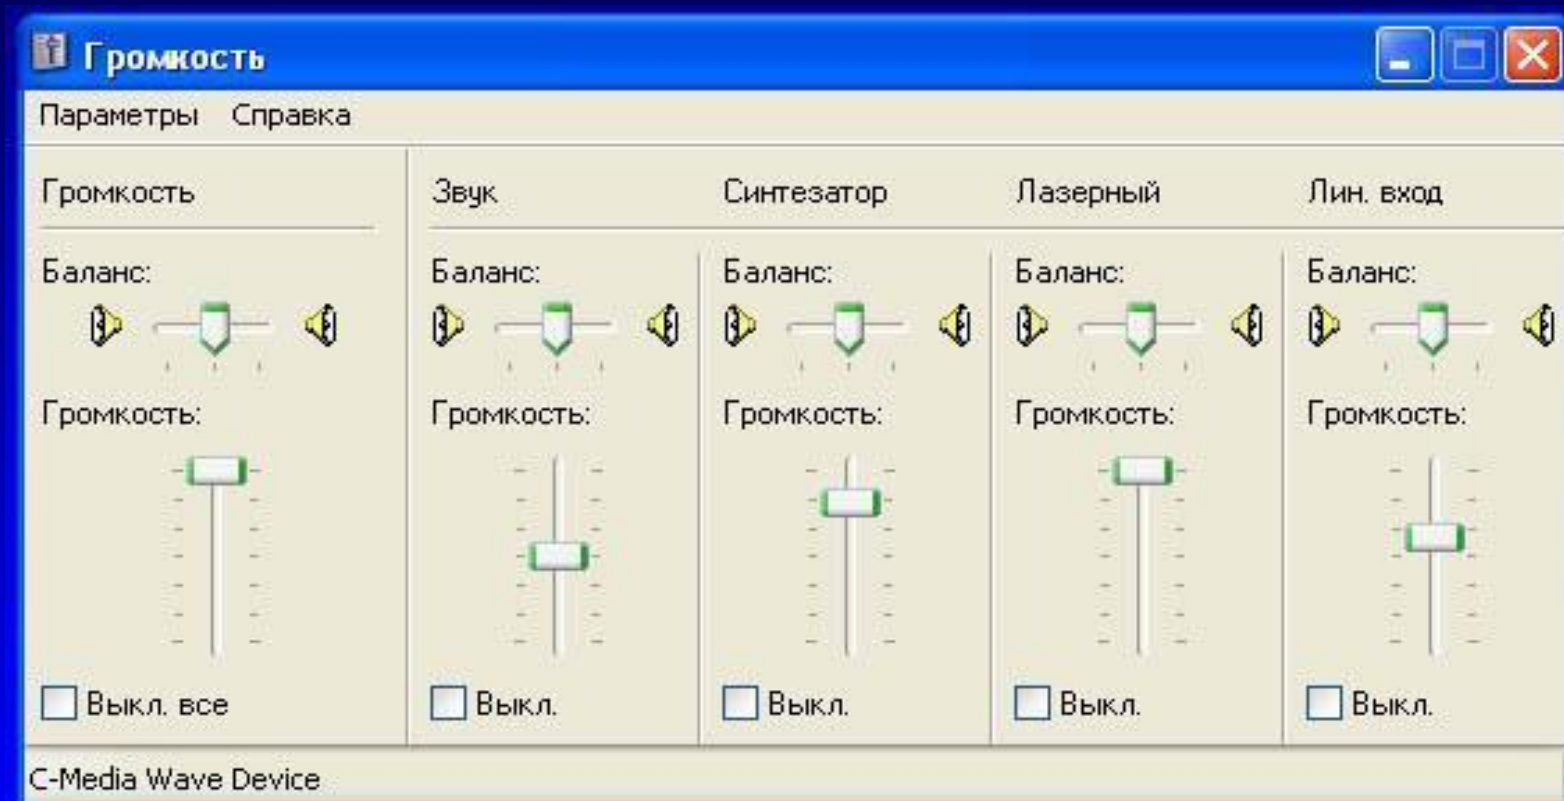 Громкость
Параметры Справка
Громкость Звук Синтезатор Лазерный Лин. вход
Баланс: Баланс: Баланс: Баланс: Баланс:
Громкость: Громкость: Громкость: Громкость: Громкость:
Выкл. все Выкл. Выкл. Выкл. Выкл.
C-Media Wave Device